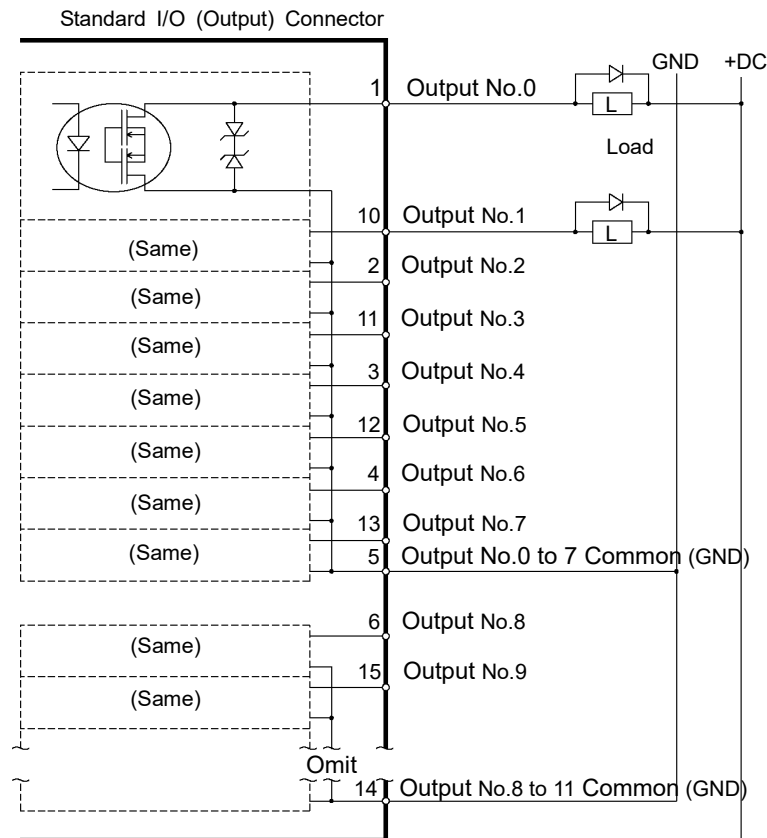 Standard I/O (Output) Connector
GND +DC
1 Output No.0
L
Load
10 Output No.1
L
(Same)
2 Output No.2
(Same)
11 Output No.3
(Same)
3 Output No.4
(Same)
12 Output No.5
(Same)
4 Output No.6
(Same)
13 Output No.7
(Same)
5 Output No.0 to 7 Common (GND)
6 Output No.8
(Same)
15 Output No.9
(Same)
Omit
14 Output No.8 to 11 Common (GND)